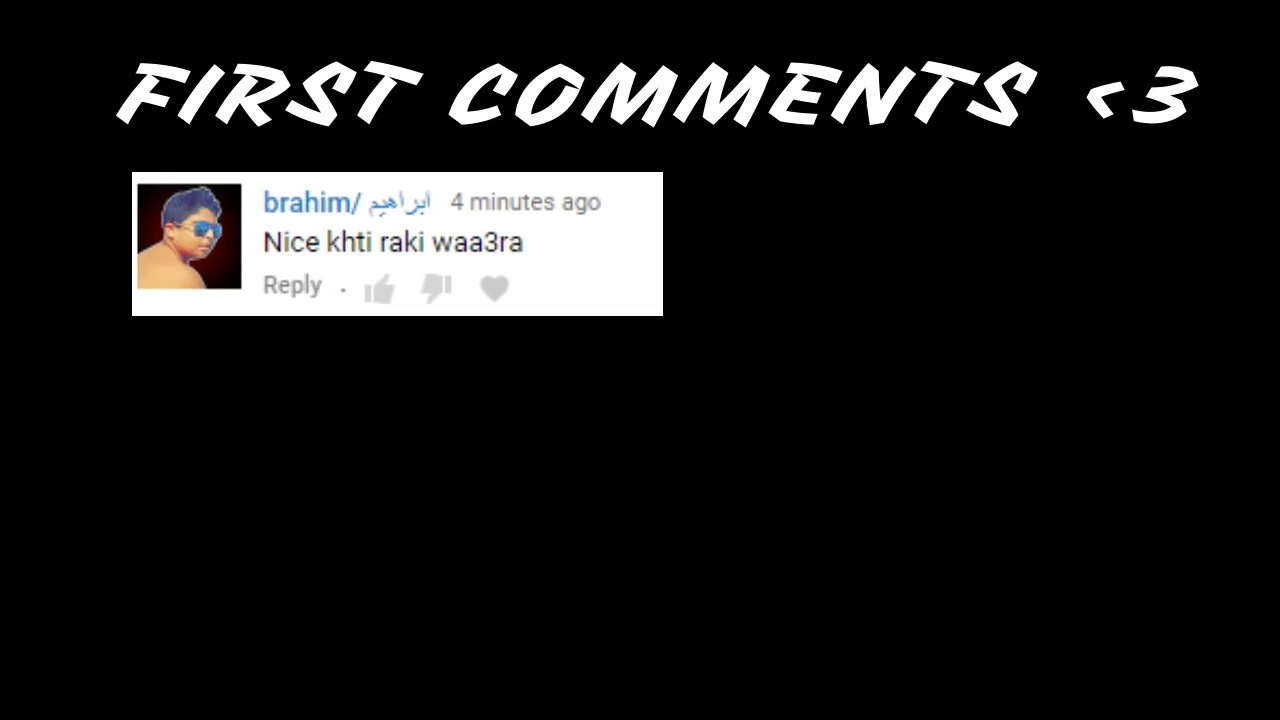 FIRST COMMENTS <3
brahim/ ابراهيم 4 minutes ago
Nice khti raki waa3ra
Reply .